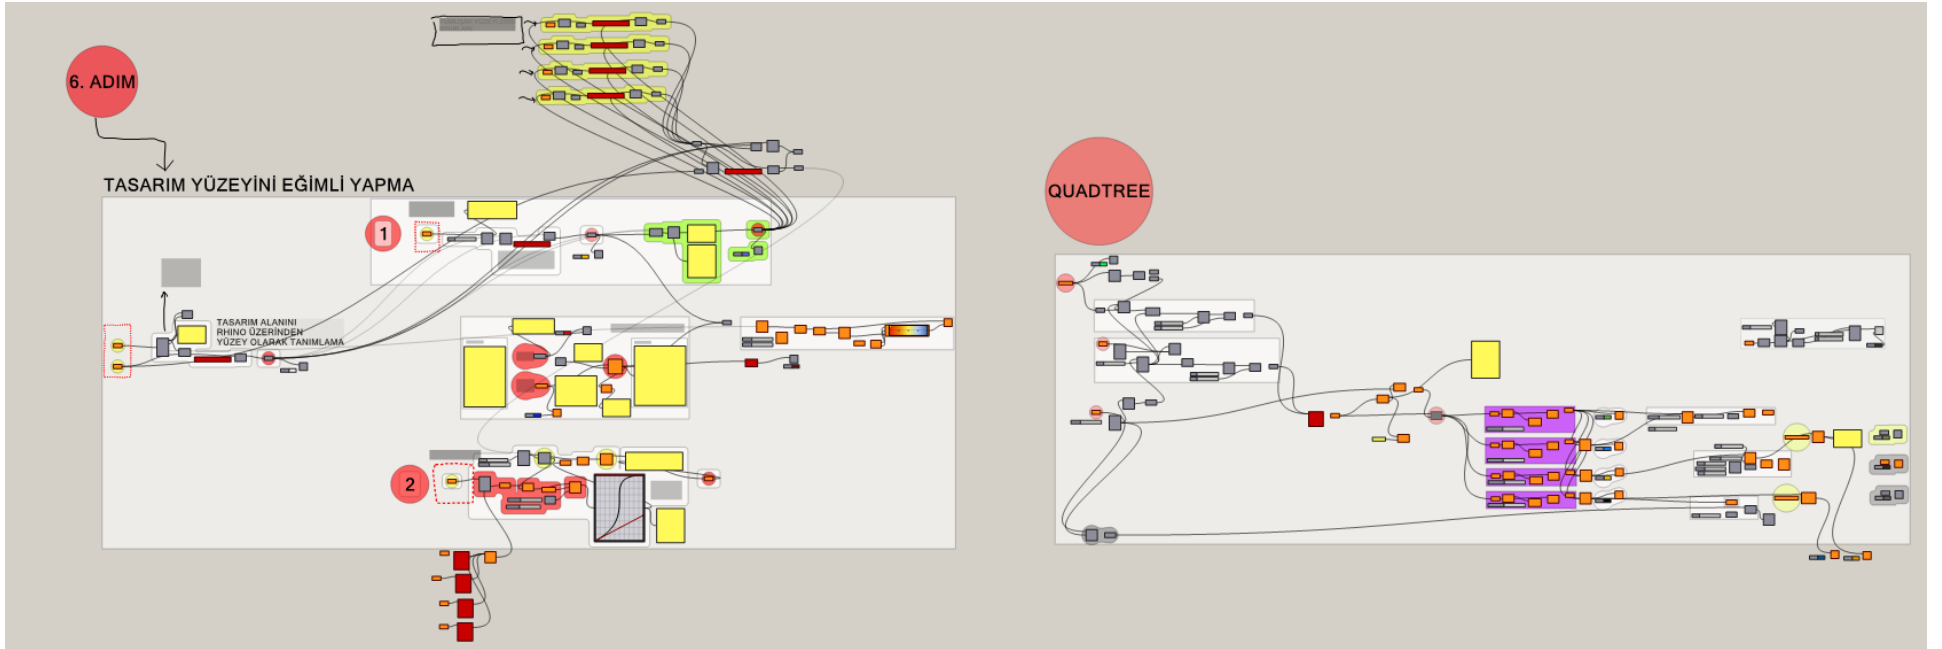 6. ADIM
TASARIM YÜZEYİNİ EĞİMLİ YAPMA
1
TASARIM ALANINI
RHINO ÜZERİNDEN
YÜZEY OLARAK TANIMLAMA
2
QUADTREE